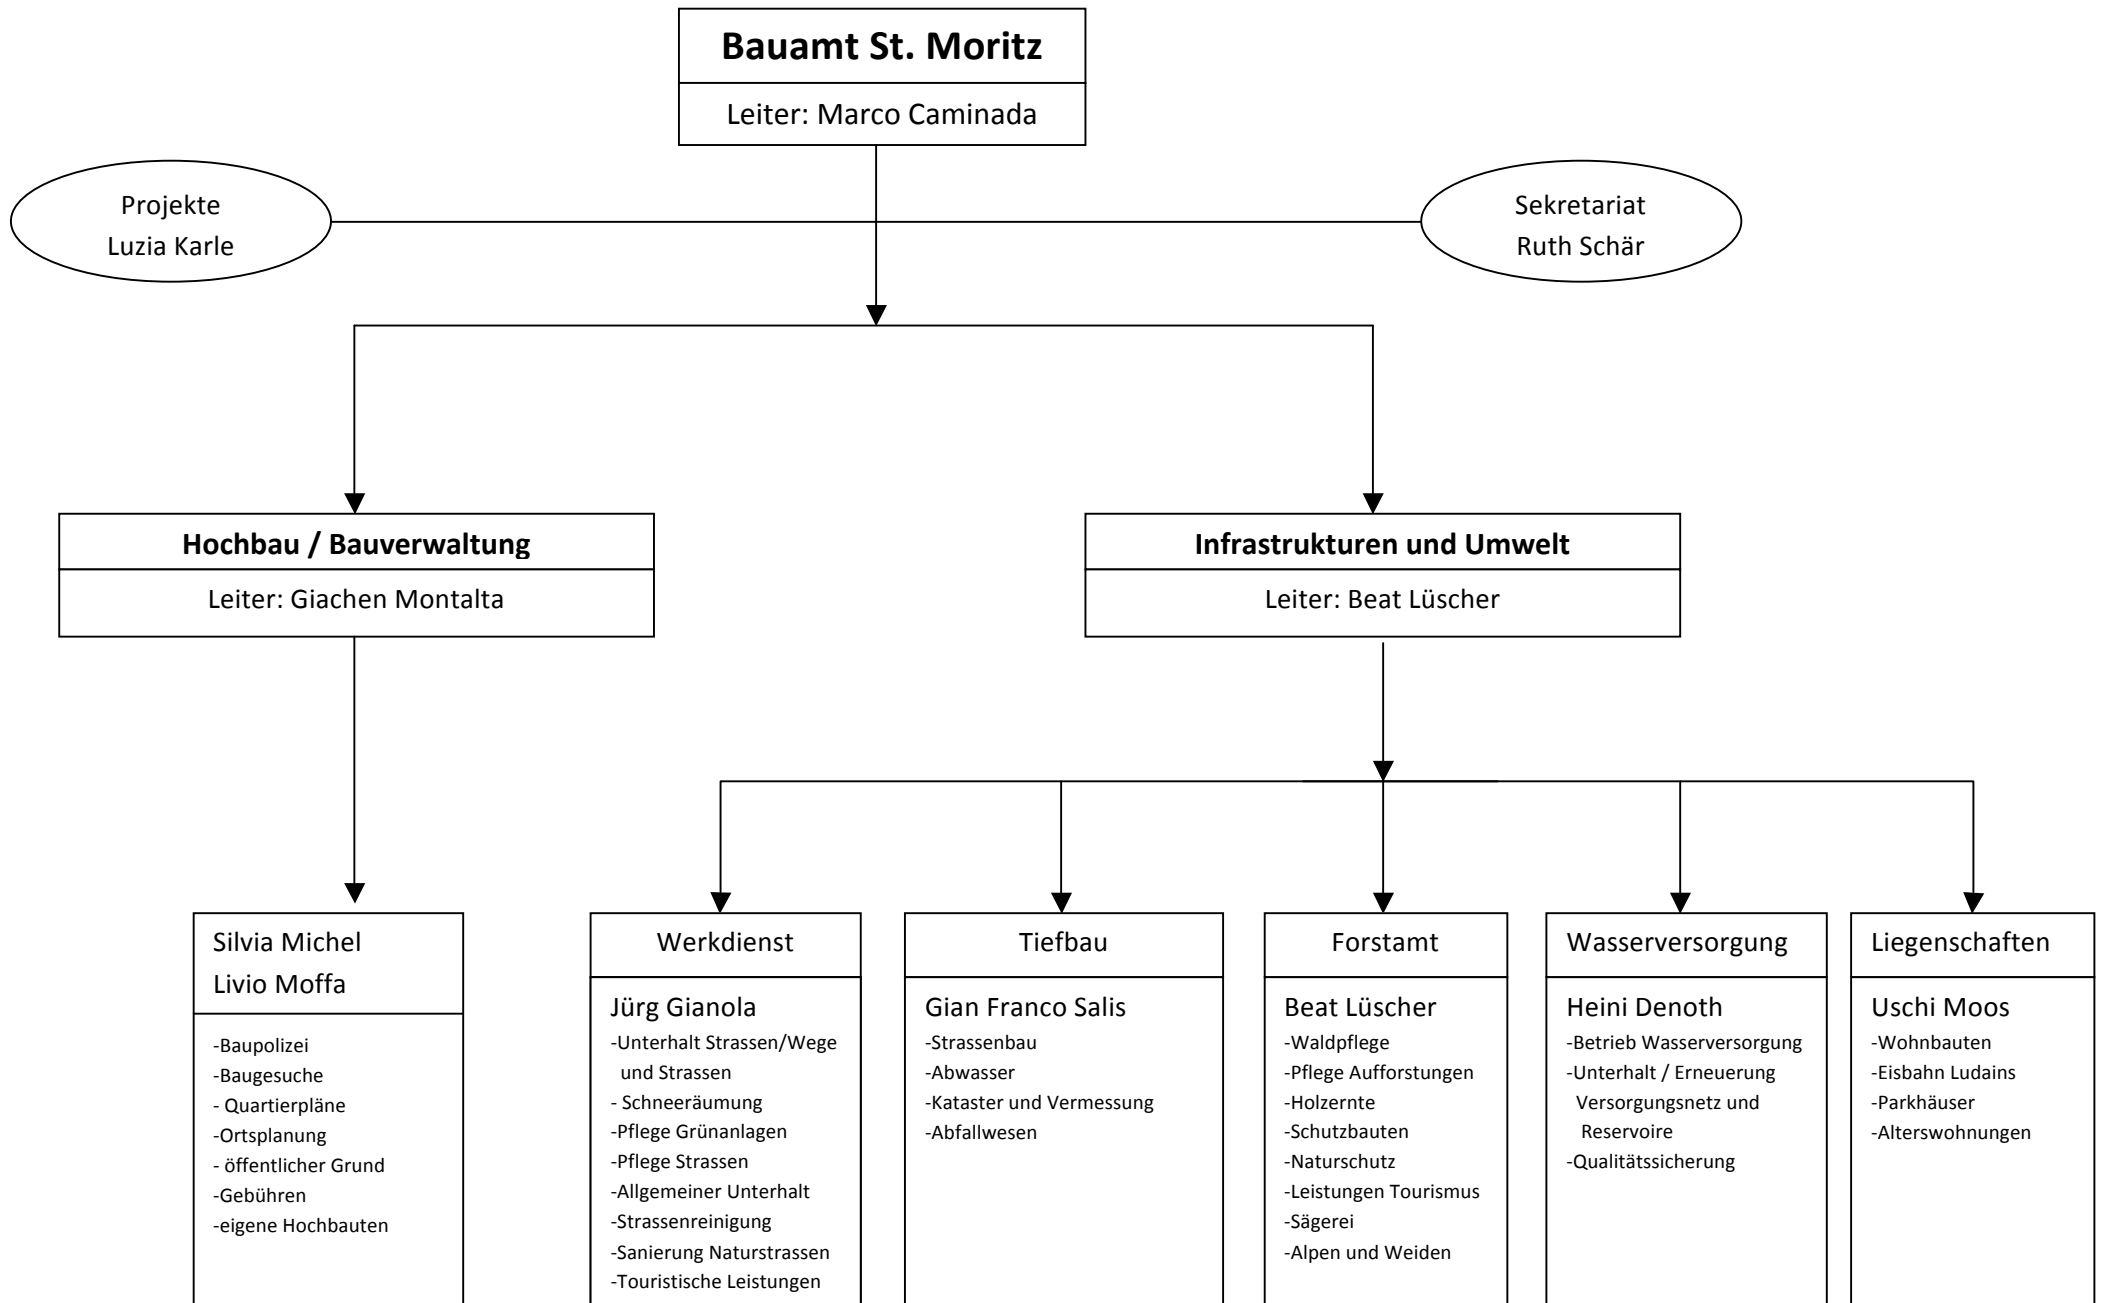 Bauamt St. Moritz
Leiter: Marco Caminada
Projekte
Luzia Karle
Sekretariat
Ruth Schär
Hochbau / Bauverwaltung
Leiter: Giachen Montalta
Infrastrukturen und Umwelt
Leiter: Beat Lüscher
Silvia Michel
Livio Moffa
-Baupolizei
-Baugesuche
- Quartierpläne
-Ortsplanung
- öffentlicher Grund
-Gebühren
-eigene Hochbauten
Werkdienst
Jürg Gianola
-Unterhalt Strassen/Wege
und Strassen
- Schneeräumung
-Pflege Grünanlagen
-Pflege Strassen
-Allgemeiner Unterhalt
-Strassenreinigung
-Sanierung Naturstrassen
-Touristische Leistungen
Tiefbau
Gian Franco Salis
-Strassenbau
-Abwasser
-Kataster und Vermessung
-Abfallwesen
Forstamt
Beat Lüscher
-Waldpflege
-Pflege Aufforstungen
-Holzernte
-Schutzbauten
-Naturschutz
-Leistungen Tourismus
-Sägerei
-Alpen und Weiden
Wasserversorgung
Heini Denoth
-Betrieb Wasserversorgung
-Unterhalt / Erneuerung
Versorgungsnetz und
Reservoire
-Qualitätssicherung
Liegenschaften
Uschi Moos
-Wohnbauten
-Eisbahn Ludains
-Parkhäuser
-Alterswohnungen